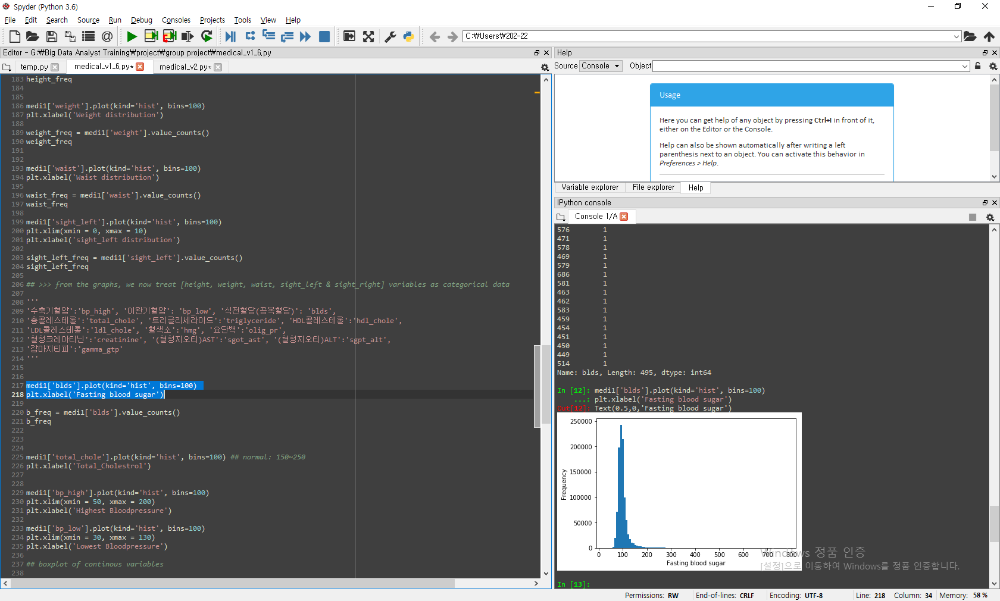 Spyder (Python 3.6)
File Edit Search Source Run Debug Consoles Projects Tools View Help
C:₩Users₩202-22
Editor - G:₩Big Data Analyst Training₩project₩group project₩medical_v1_6.py
temp.py medical_v1_6.py* medical_v2.py*
183 height_freq
184
185
186 medi1['weight'].plot(kind='hist', bins=100)
187 plt.xlabel('Weight distribution')
188
189 weight_freq = medi1['weight'].value_counts()
190 weight_freq
191
192
193 medi1['waist'].plot(kind='hist', bins=100)
194 plt.xlabel('Waist distribution')
195
196 waist_freq = medi1['waist'].value_counts()
197 waist_freq
198
199 medi1['sight_left'].plot(kind='hist', bins=100)
200 plt.xlim(xmin = 0, xmax = 10)
201 plt.xlabel('sight_left distribution')
202
203 sight_left_freq = medi1['sight_left'].value_counts()
204 sight_left_freq
205
206 ## >>> from the graphs, we now treat [height, weight, waist, sight_left & sight_right] variables as categorical data
207
208 '''
209 '수축기혈압':'bp_high', '이완기혈압': 'bp_low', '식전혈당(공복혈당)': 'blds',
210 '총콜레스테롤':'total_chole', '트리글리세라이드':'triglyceride', 'HDL콜레스테롤':'hdl_chole',
211 'LDL콜레스테롤':'ldl_chole', '혈색소':'hmg', '요단백':'olig_pr',
212 '혈청크레아티닌':'creatinine', '(혈청지오티)AST':'sgot_ast', '(혈청지오티)ALT':'sgpt_alt',
213 '감마지티피':'gamma_gtp'
214 '''
215
216
217 medi1['blds'].plot(kind='hist', bins=100)
218 plt.xlabel('Fasting blood sugar')
219
220 b_freq = medi1['blds'].value_counts()
221 b_freq
222
223
224
225 medi1['total_chole'].plot(kind='hist', bins=100) ## normal: 150~250
226 plt.xlabel('Total_Cholestrol')
227
228
229 medi1['bp_high'].plot(kind='hist', bins=100)
230 plt.xlim(xmin = 50, xmax = 200)
231 plt.xlabel('Highest Bloodpressure')
232
233 medi1['bp_low'].plot(kind='hist', bins=100)
234 plt.xlim(xmin = 30, xmax = 130)
235 plt.xlabel('Lowest Bloodpressure')
236
237 ## boxplot of continous variables
238
Help
Source Console Object
Usage
Here you can get help of any object by pressing Ctrl+I in front of it,
either on the Editor or the Console.
Help can also be shown automatically after writing a left
parenthesis next to an object. You can activate this behavior in
Preferences > Help.
Variable explorer File explorer Help
IPython console
Console 1/A
576 1
471 1
578 1
469 1
579 1
686 1
581 1
463 1
462 1
583 1
459 1
454 1
451 1
450 1
449 1
514 1
Name: blds, Length: 495, dtype: int64
In [12]: medi1['blds'].plot(kind='hist', bins=100)
...: plt.xlabel('Fasting blood sugar')
Out[12]: Text(0.5,0,'Fasting blood sugar')
250000
200000
150000
100000
50000
0
Frequency
0 100 200 300 400 500 600 700 800
Fasting blood sugar
Windows 정품 인증
[설정]으로 이동하여 Windows를 정품 인증합니다.
In [13]:
Permissions: RW End-of-lines: CRLF Encoding: UTF-8 Line: 218 Column: 34 Memory: 58 %